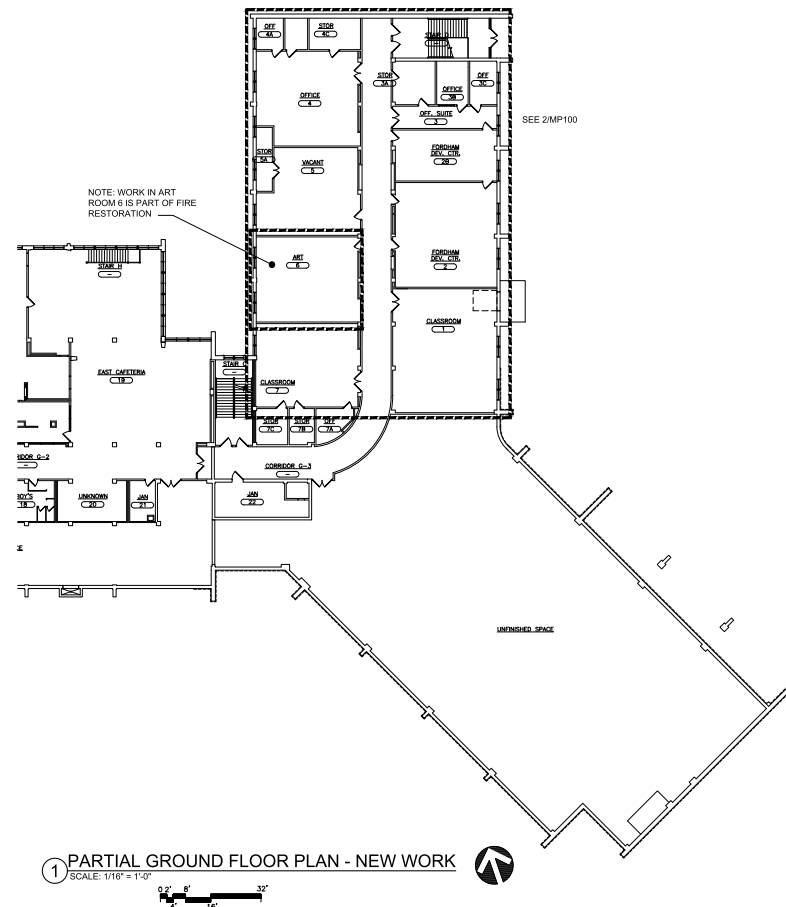 OFF
4A
STOR
4C
STAIR
—
STOR
3A
OFFICE
3B
OFF
3C
OFFICE
4
OFF. SUITE
3
SEE 2/MP100
FORDHAM
DEV. CTR.
2B
STOR
5A
VACANT
5
NOTE: WORK IN ART
ROOM 6 IS PART OF FIRE
RESTORATION
ART
6
FORDHAM
DEV. CTR.
2
STAIR H
—
CLASSROOM
1
STAIR
—
EAST CAFETERIA
19
CLASSROOM
7
STOR
7C
STOR
7B
OFF
7A
RIDOR G-2
—
CORRIDOR G-3
—
OY'S
18
UNKNOWN
20
JAN
21
JAN
22
UNFINISHED SPACE
1
PARTIAL GROUND FLOOR PLAN - NEW WORK
SCALE: 1/16" = 1'-0"
0 2' 8' 32'
4' 16'